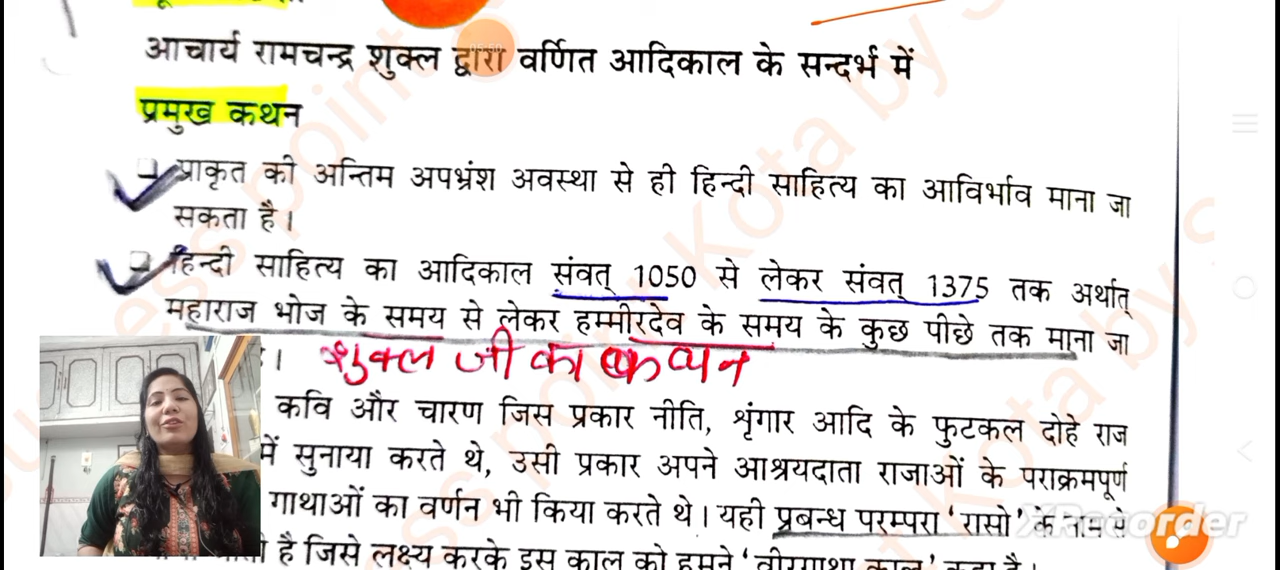 आचार्य रामचन्द्र शुक्ल द्वारा वर्णित आदिकाल के सन्दर्भ में
प्रमुख कथन
प्राकृत की अन्तिम अपभ्रंश अवस्था से ही हिन्दी साहित्य का आविर्भाव माना जा
सकता है।
हिन्दी साहित्य का आदिकाल संवत् 1050 से लेकर संवत् 1375 तक अर्थात्
महाराज भोज के समय से लेकर हम्मीरदेव के समय के कुछ पीछे तक माना जा
शुक्ल जी का कथन
कवि और चारण जिस प्रकार नीति, शृंगार आदि के फुटकल दोहे राज
में सुनाया करते थे, उसी प्रकार अपने आश्रयदाता राजाओं के पराक्रमपूर्ण
गाथाओं का वर्णन भी किया करते थे। यही प्रबन्ध परम्परा 'रासो' के नाम से
है जिसे लक्ष्य करके इस काल को हमने 'वीरगाथा काल' कहा है।
XRecorder